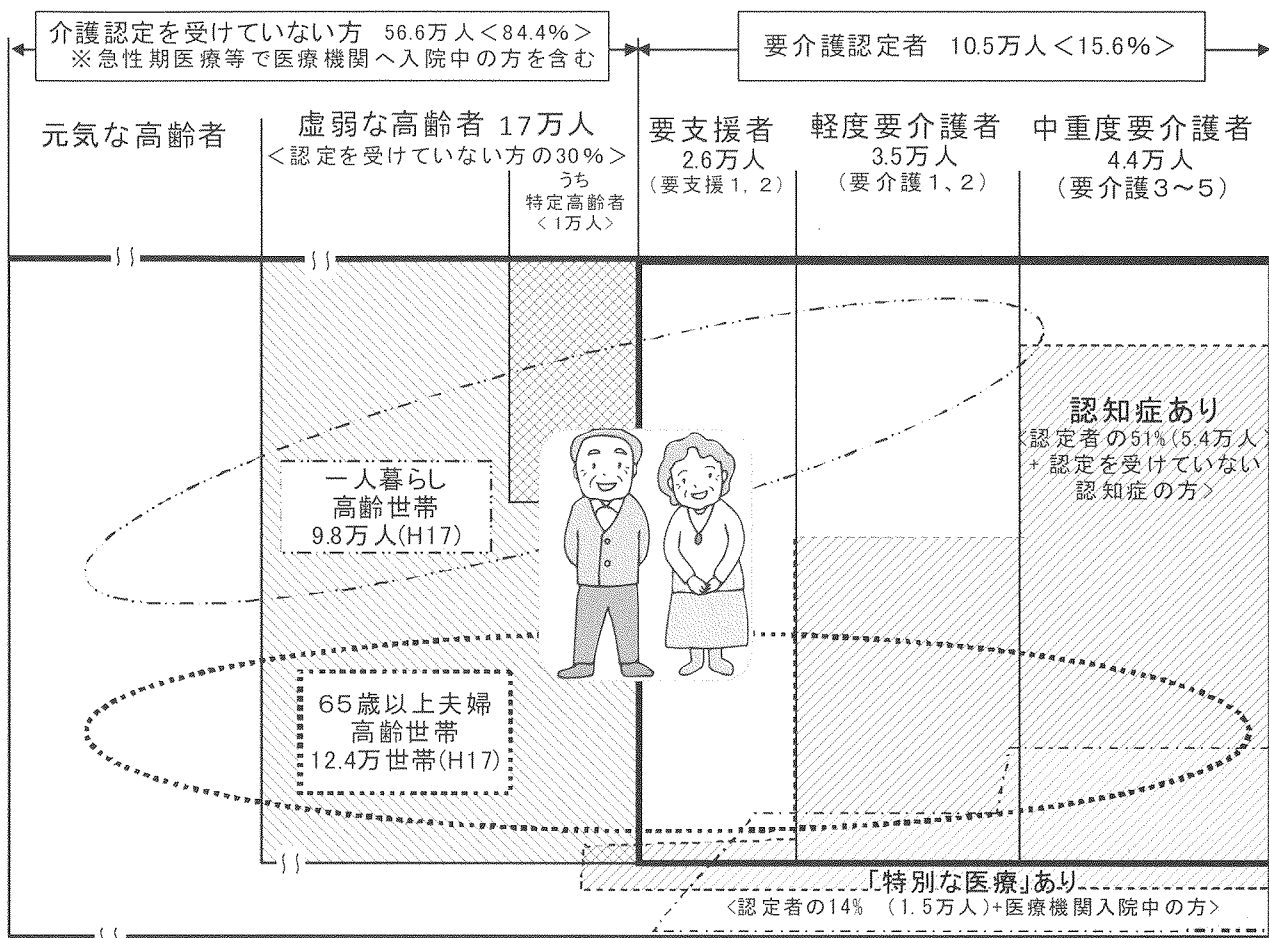 介護認定を受けていない方 56.6万人<84.4%>
※急性期医療等で医療機関へ入院中の方を含む
要介護認定者 10.5万人<15.6%>
元気な高齢者
虚弱な高齢者 17万人
<認定を受けていない方の30%>
うち
特定高齢者
<1万人>
要支援者
2.6万人
(要支援1,2)
軽度要介護者
3.5万人
(要介護1、2)
中重度要介護者
4.4万人
(要介護3~5)
認知症あり
<認定者の51%(5.4万人)
+認定を受けていない
認知症の方>
一人暮らし
高齢世帯
9.8万人(H17)
65歳以上夫婦
高齢世帯
12.4万世帯(H17)
「特別な医療」あり
<認定者の14% (1.5万人)+医療機関入院中の方>